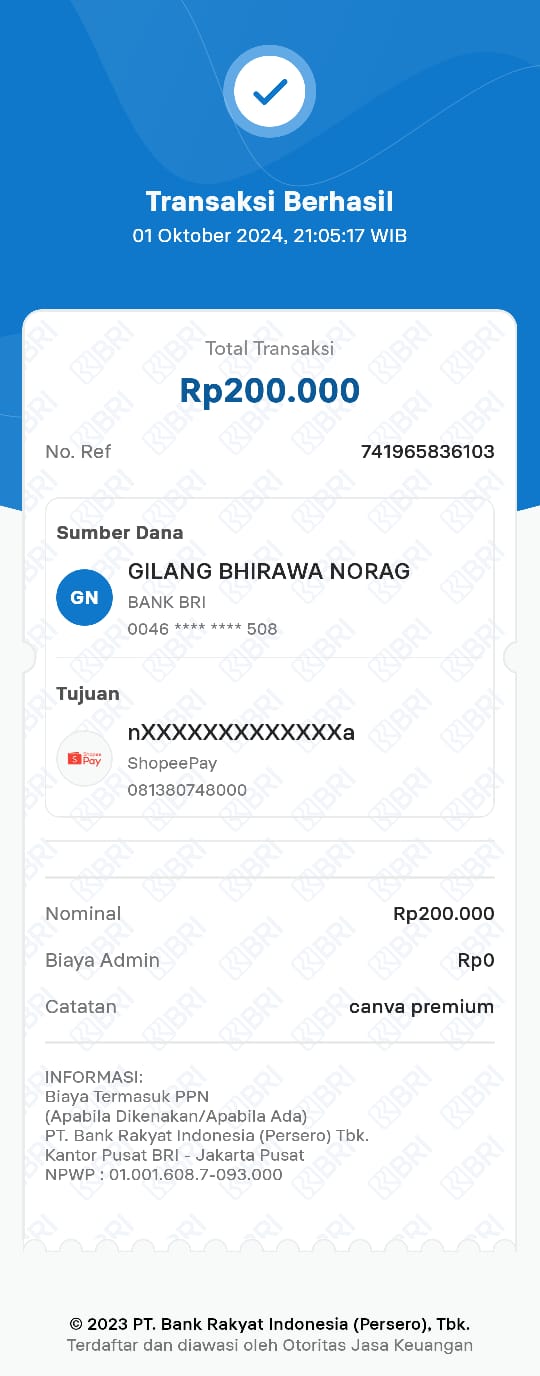 Transaksi Berhasil
01 Oktober 2024, 21:05:17 WIB
Total Transaksi
Rp200.000
No. Ref 741965836103
Sumber Dana
GN
GILANG BHIRAWA NORAG
BANK BRI
0046 **** **** 508
Tujuan
nXXXXXXXXXXXXXa
Shopee
Pay
ShopeePay
081380748000
Nominal Rp200.000
Biaya Admin Rp0
Catatan canva premium
INFORMASI:
Biaya Termasuk PPN
(Apabila Dikenakan/Apabila Ada)
PT. Bank Rakyat Indonesia (Persero) Tbk.
Kantor Pusat BRI - Jakarta Pusat
NPWP : 01.001.608.7-093.000
© 2023 PT. Bank Rakyat Indonesia (Persero), Tbk.
Terdaftar dan diawasi oleh Otoritas Jasa Keuangan